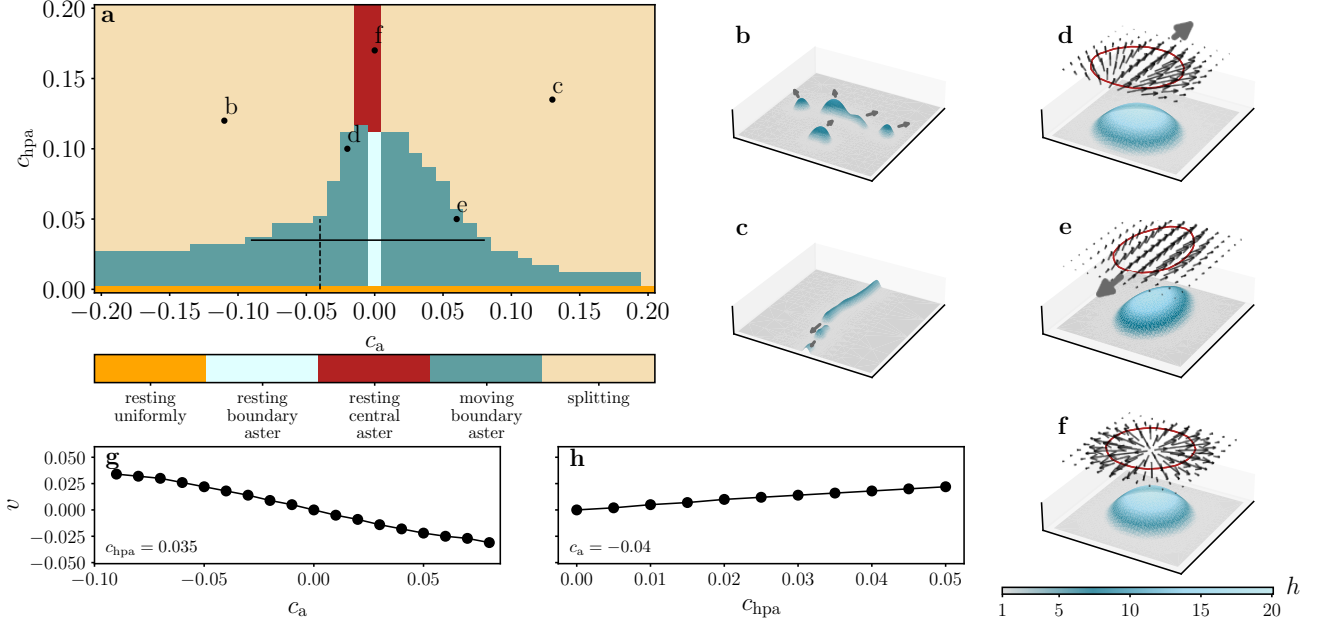 a
0.20
0.15
0.10
0.05
0.00
c_hpa
b
c
d
e
f
−0.20 −0.15 −0.10 −0.05 0.00 0.05 0.10 0.15 0.20
c_a
resting uniformly
resting boundary aster
resting central aster
moving boundary aster
splitting
b
c
d
e
f
g
0.050
0.025
0.000
−0.025
−0.050
v
c_hpa = 0.035
−0.10 −0.05 0.00 0.05
c_a
h
c_a = −0.04
0.00 0.01 0.02 0.03 0.04 0.05
c_hpa
h
1 5 10 15 20